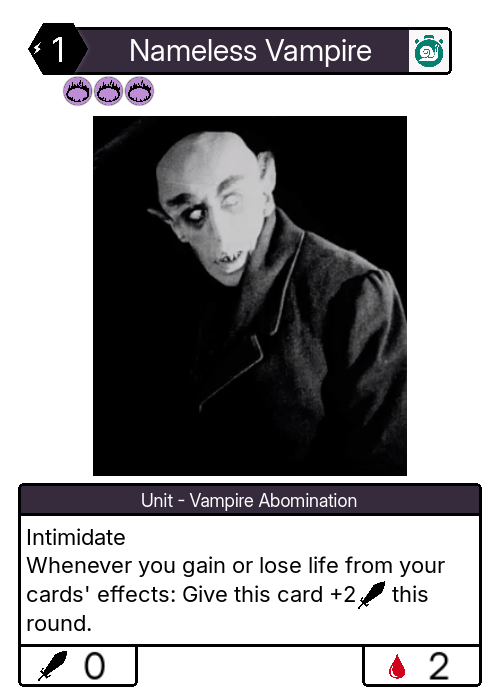 1
Nameless Vampire
Unit - Vampire Abomination
Intimidate
Whenever you gain or lose life from your
cards' effects: Give this card +2 this
round.
0
2